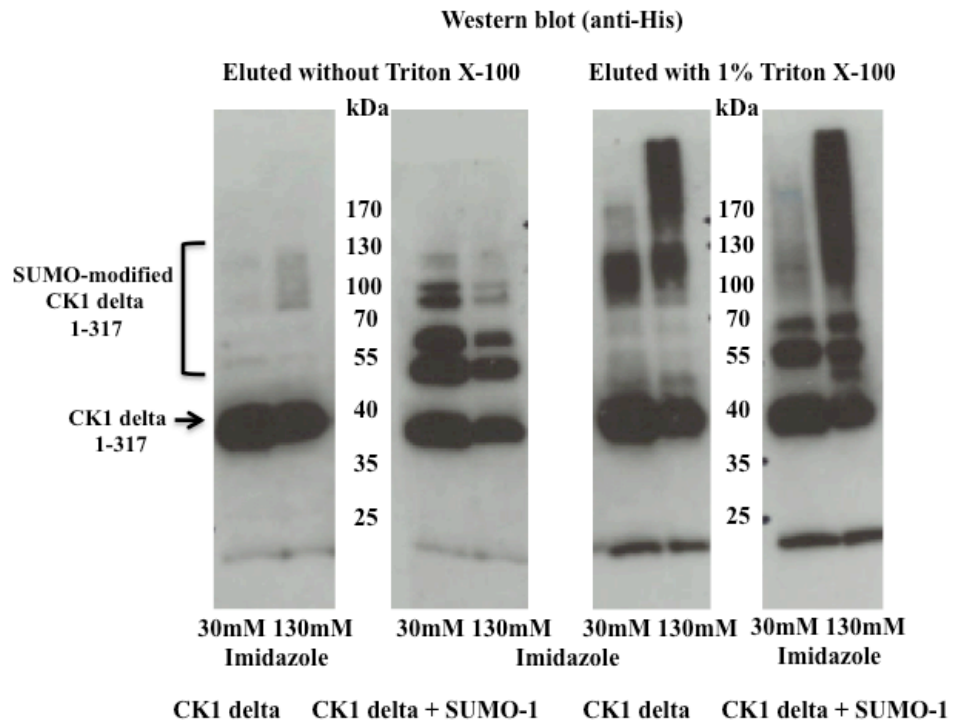 Western blot (anti-His)
Eluted without Triton X-100
Eluted with 1% Triton X-100
kDa
kDa
170
130
100
70
55
40
35
25
170
130
100
70
55
40
35
25
SUMO-modified
CK1 delta
1-317
CK1 delta
1-317
30mM 130mM
Imidazole
30mM 130mM
Imidazole
30mM 130mM
30mM 130mM
Imidazole
CK1 delta
CK1 delta + SUMO-1
CK1 delta
CK1 delta + SUMO-1